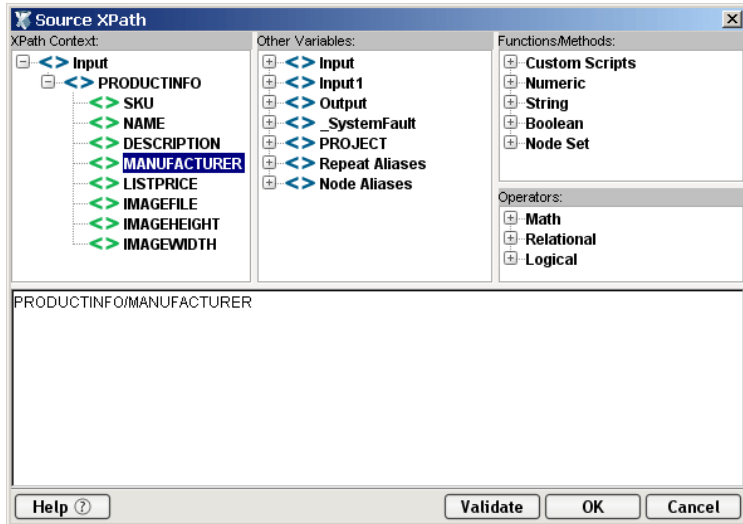 Source XPath
XPath Context:
Input
PRODUCTINFO
SKU
NAME
DESCRIPTION
MANUFACTURER
LISTPRICE
IMAGEFILE
IMAGEHEIGHT
IMAGEWIDTH
Other Variables:
Input
Input1
Output
_SystemFault
PROJECT
Repeat Aliases
Node Aliases
Functions/Methods:
Custom Scripts
Numeric
String
Boolean
Node Set
Operators:
Math
Relational
Logical
PRODUCTINFO/MANUFACTURER
Help ?
Validate OK Cancel